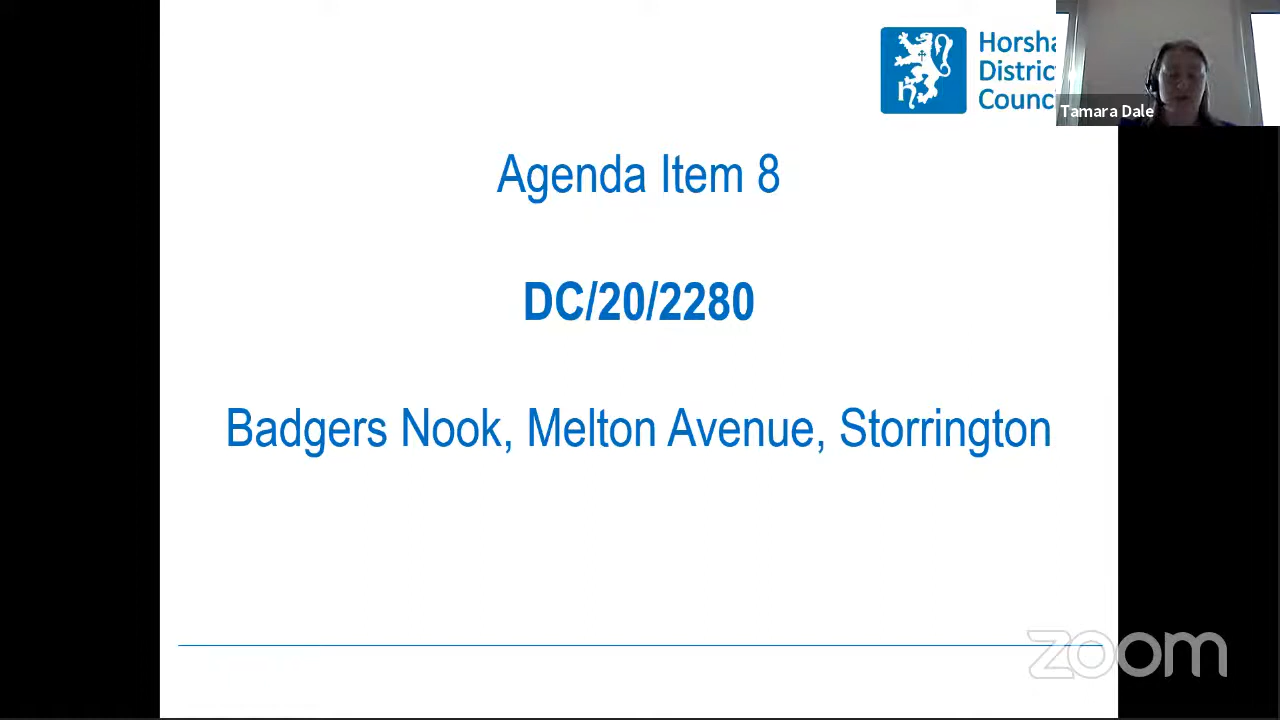 Horsha
Distric
Counc
Tamara Dale
Agenda Item 8
DC/20/2280
Badgers Nook, Melton Avenue, Storrington
zoom